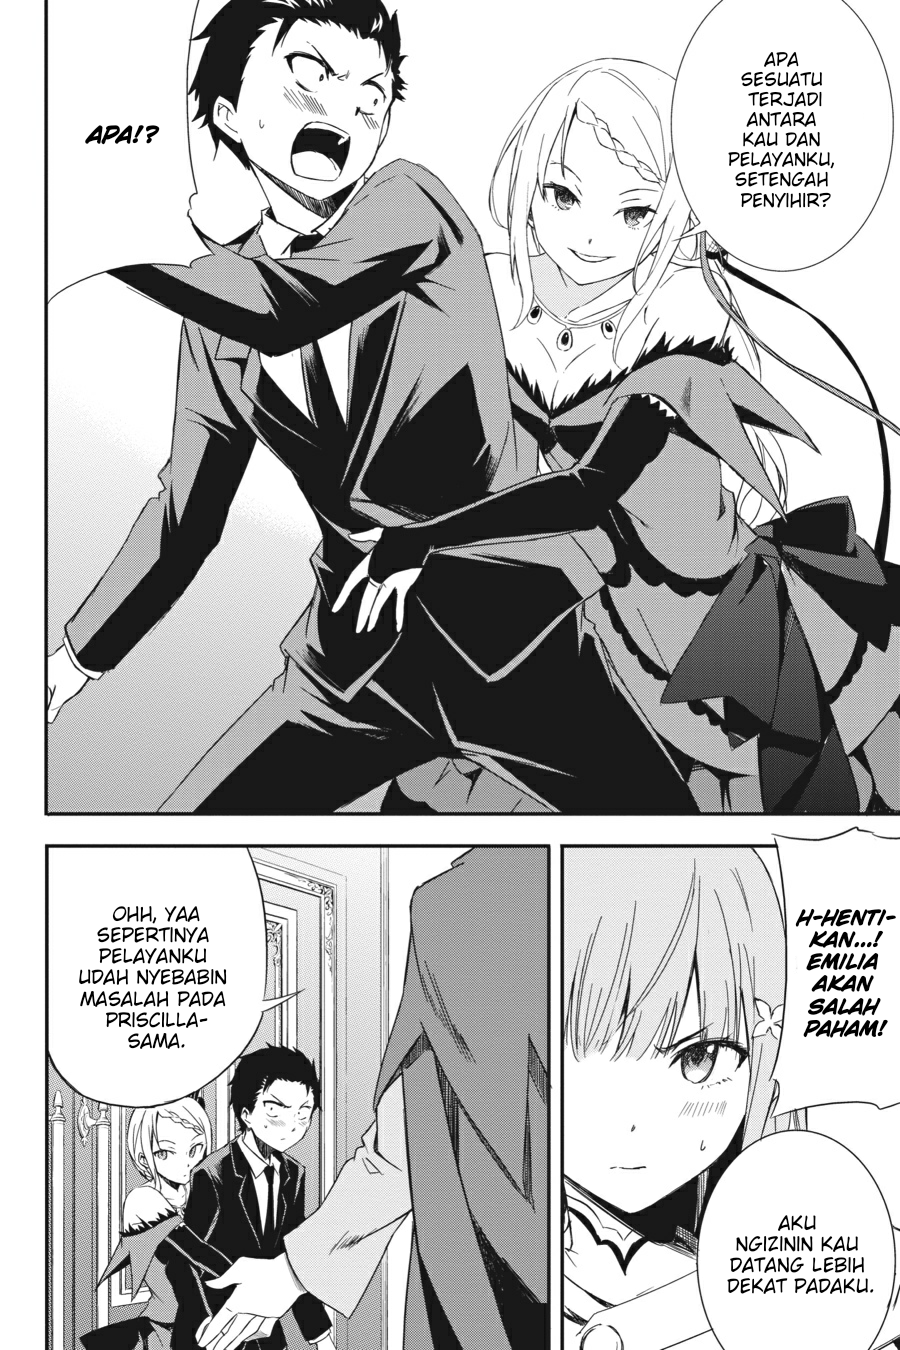 APA
SESUATU
TERJADI
ANTARA
KAU DAN
PELAYANKU,
SETENGAH
PENYIHIR?
APA!?
H-HENTI-
KAN...!
EMILIA
AKAN
SALAH
PAHAM!
AKU
NGIZININ KAU
DATANG LEBIH
DEKAT PADAKU.
OHH, YAA
SEPERTINYA
PELAYANKU
UDAH NYEBABIN
MASALAH PADA
PRISCILLA-
SAMA.